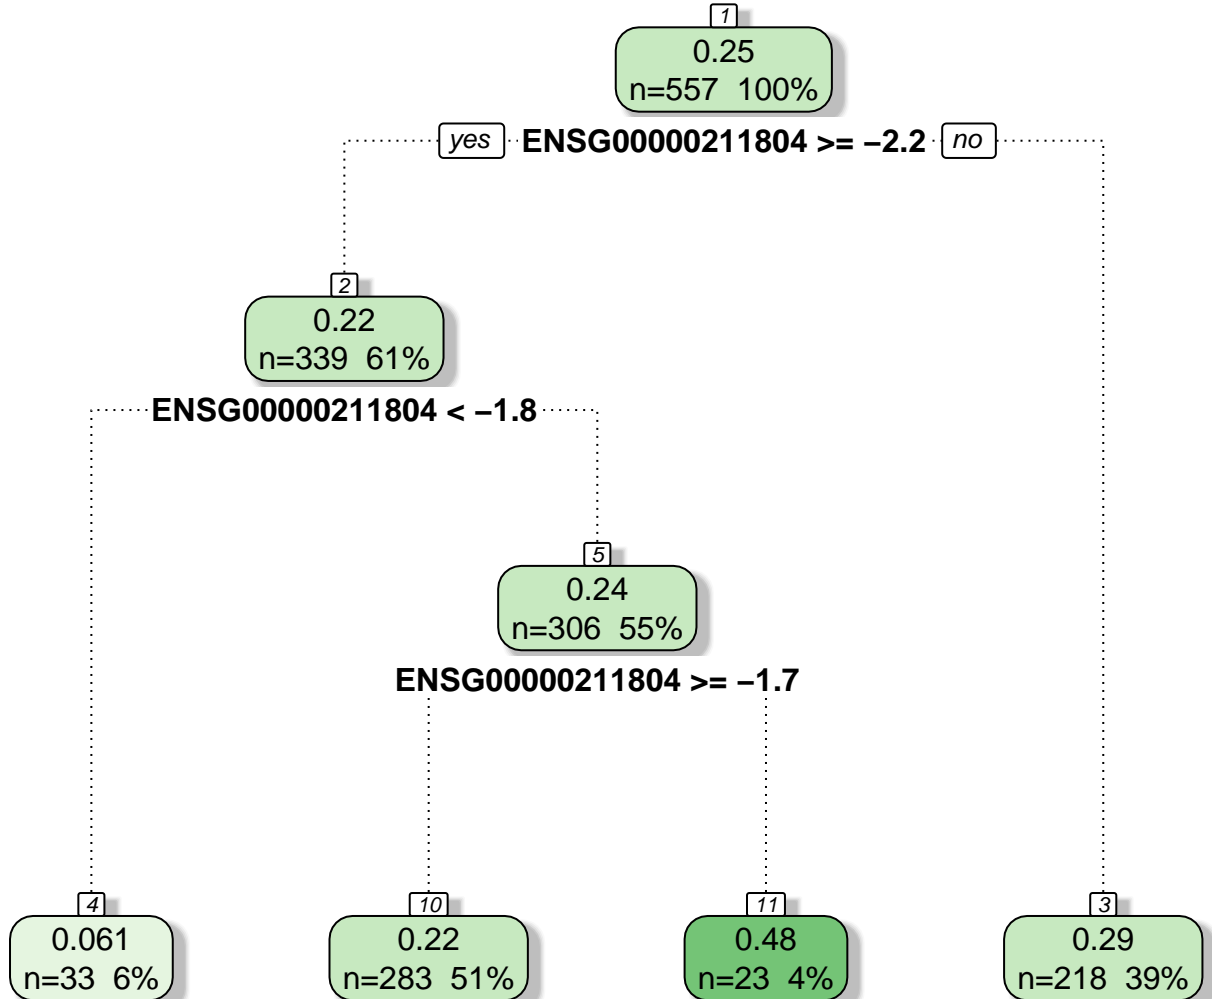 1
0.25
n=557 100%
yes ENSG00000211804 >= −2.2 no
2
0.22
n=339 61%
ENSG00000211804 < −1.8
5
0.24
n=306 55%
ENSG00000211804 >= −1.7
4
0.061
n=33 6%
10
0.22
n=283 51%
11
0.48
n=23 4%
3
0.29
n=218 39%